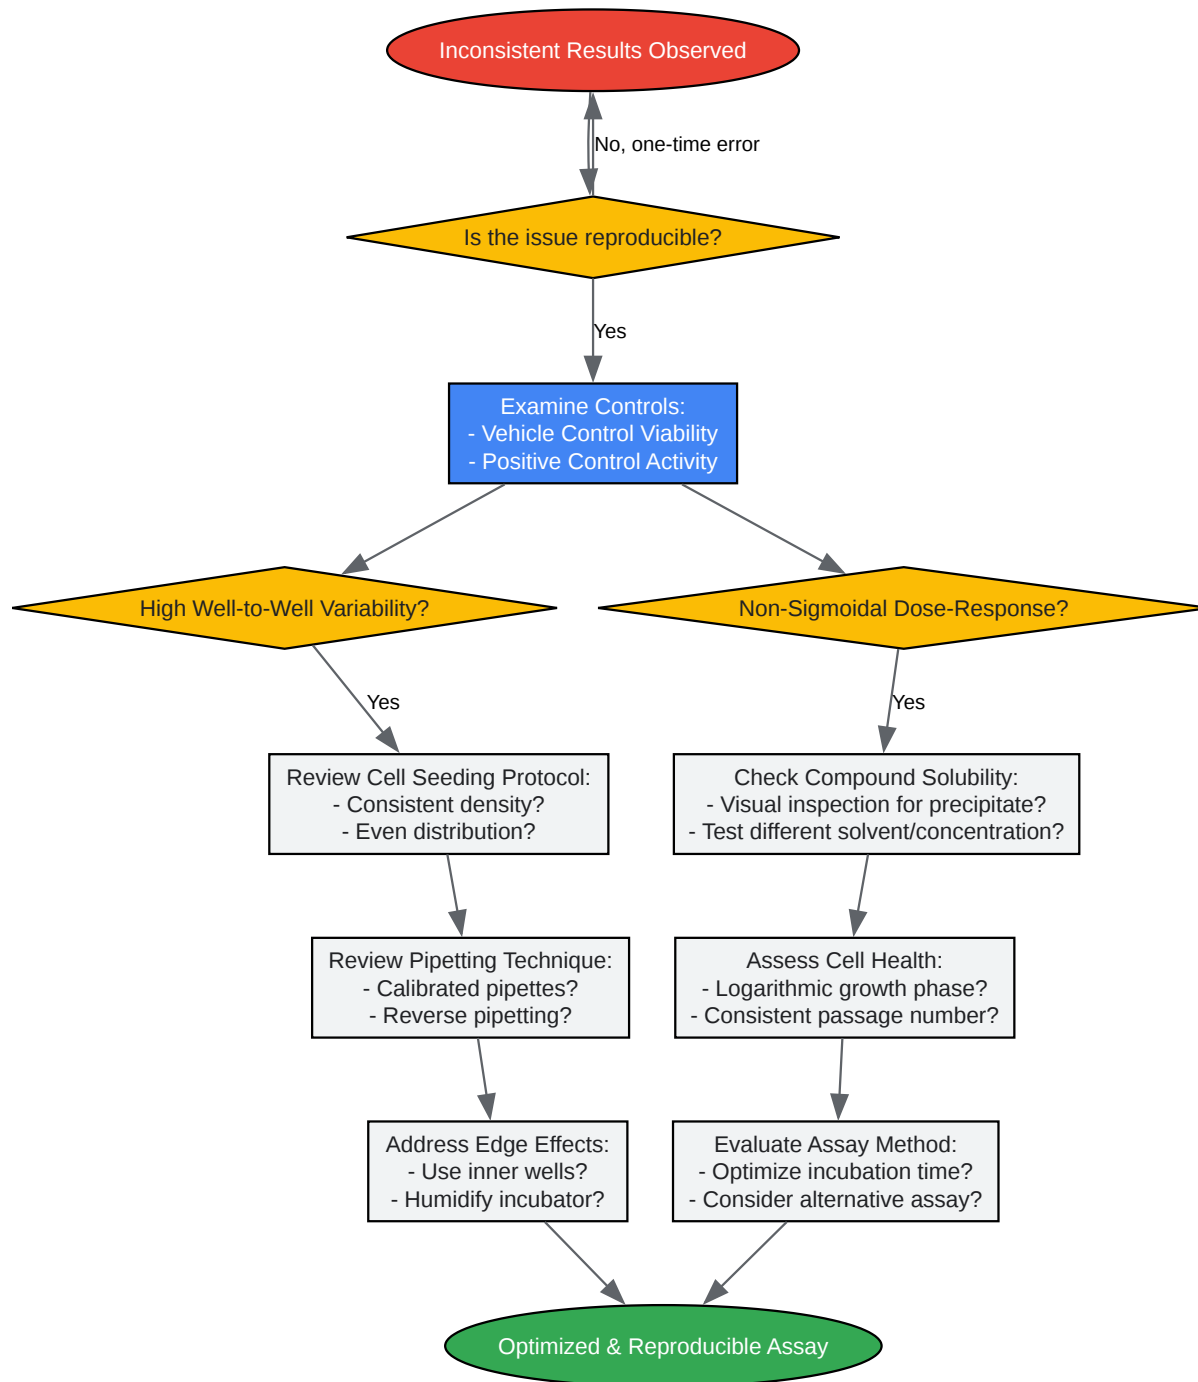 Inconsistent Results Observed
No, one-time error
Is the issue reproducible?
Yes
Examine Controls:
- Vehicle Control Viability
- Positive Control Activity
High Well-to-Well Variability?
Non-Sigmoidal Dose-Response?
Yes
Yes
Review Cell Seeding Protocol:
- Consistent density?
- Even distribution?
Check Compound Solubility:
- Visual inspection for precipitate?
- Test different solvent/concentration?
Review Pipetting Technique:
- Calibrated pipettes?
- Reverse pipetting?
Assess Cell Health:
- Logarithmic growth phase?
- Consistent passage number?
Address Edge Effects:
- Use inner wells?
- Humidify incubator?
Evaluate Assay Method:
- Optimize incubation time?
- Consider alternative assay?
Optimized & Reproducible Assay